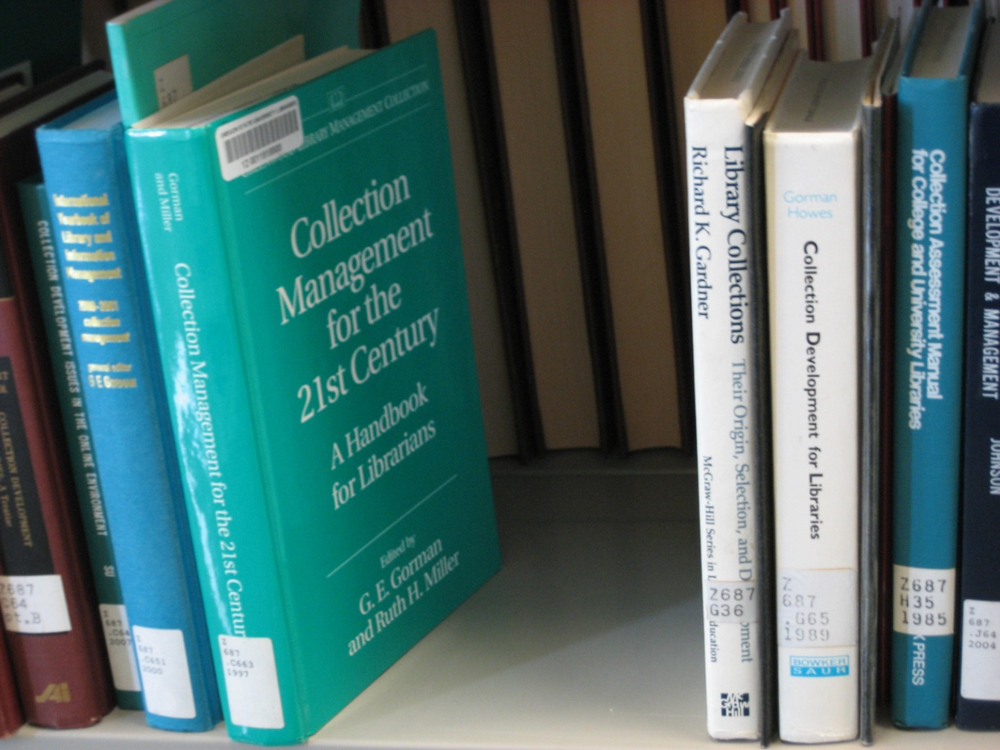 COLLECTION DEVELOPMENT
Z687
C64
pt.B
COLLECTION DEVELOPMENT ISSUES IN THE ONLINE ENVIRONMENT
SU
Z
687
.C64
2007
International
Yearbook of
Library and
Information
Management
2000-2001
collection
management
general editor
G E Gorman
687
.C651
2000
Gorman
and Miller
Collection Management for the 21st Centur
Z
687
.C663
1997
LIBRARY MANAGEMENT COLLECTION
Collection
Management
for the
21st Century
A Handbook
for Librarians
Edited by
G. E. Gorman
and Ruth H. Miller
Library Collections Their Origin, Selection, and D
pment
Richard K. Gardner
McGraw-Hill Series in L
ducation
Z687
G36
Gorman
Howes
Collection Development for Libraries
Z
687
.G65
1989
BOWKER
SAUR
Collection Assessment Manual
for College and University Libraries
Z687
H35
1985
X PRESS
DEVELOPMENT & MANAGEMENT JOHNSON
Z
687
.J64
2004